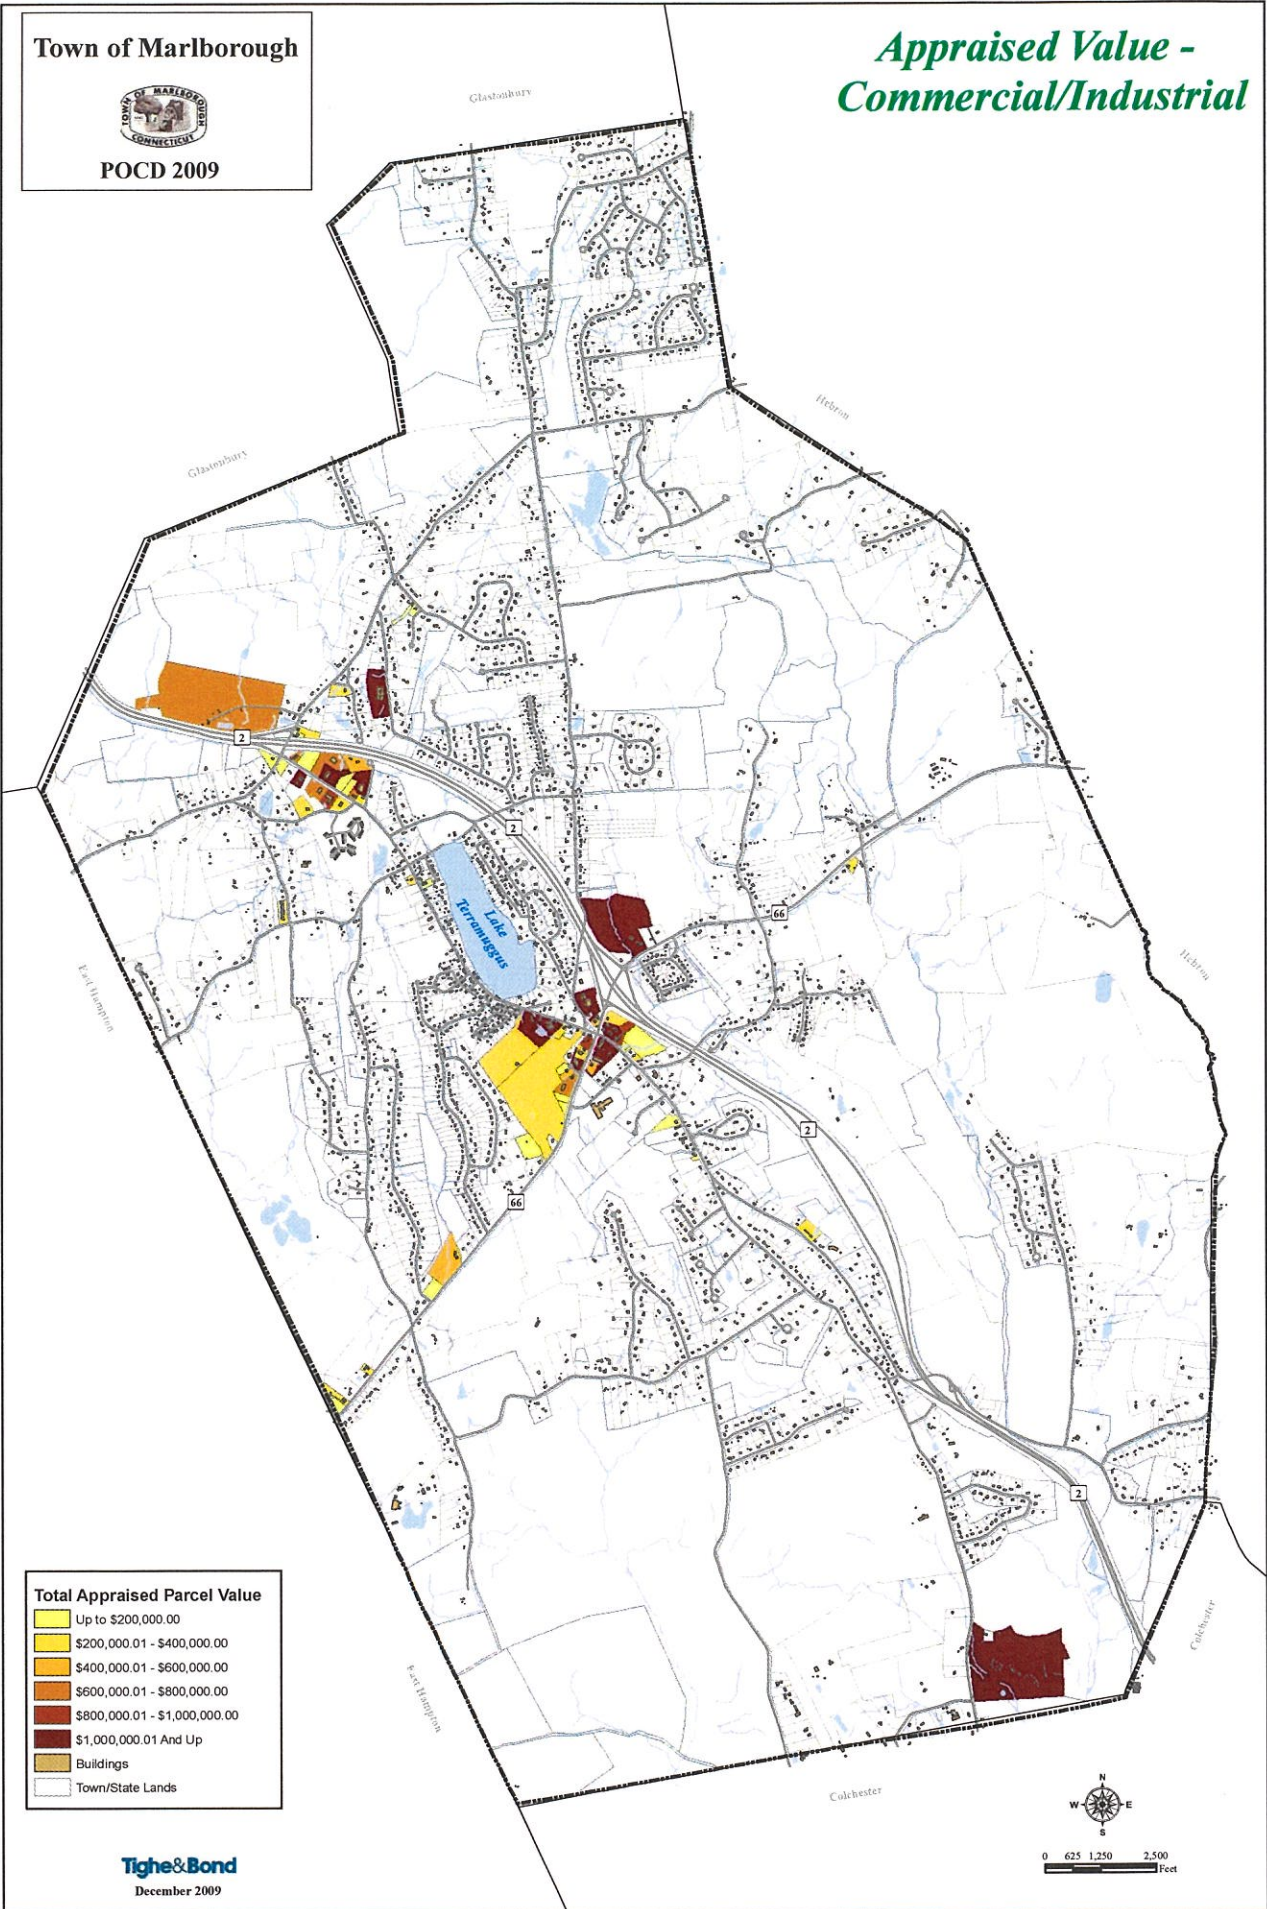 Town of Marlborough
TOWN OF MARLBOROUGH
CONNECTICUT
POCD 2009
Appraised Value -
Commercial/Industrial
Glastonbury
Hebron
Glastonbury
2
2
Lake
Terramuggus
66
East Hampton
Hebron
2
66
2
Colchester
East Hampton
Colchester
Total Appraised Parcel Value
Up to $200,000.00
$200,000.01 - $400,000.00
$400,000.01 - $600,000.00
$600,000.01 - $800,000.00
$800,000.01 - $1,000,000.00
$1,000,000.01 And Up
Buildings
Town/State Lands
Tighe&Bond
December 2009
N
W E
S
0 625 1,250 2,500
Feet